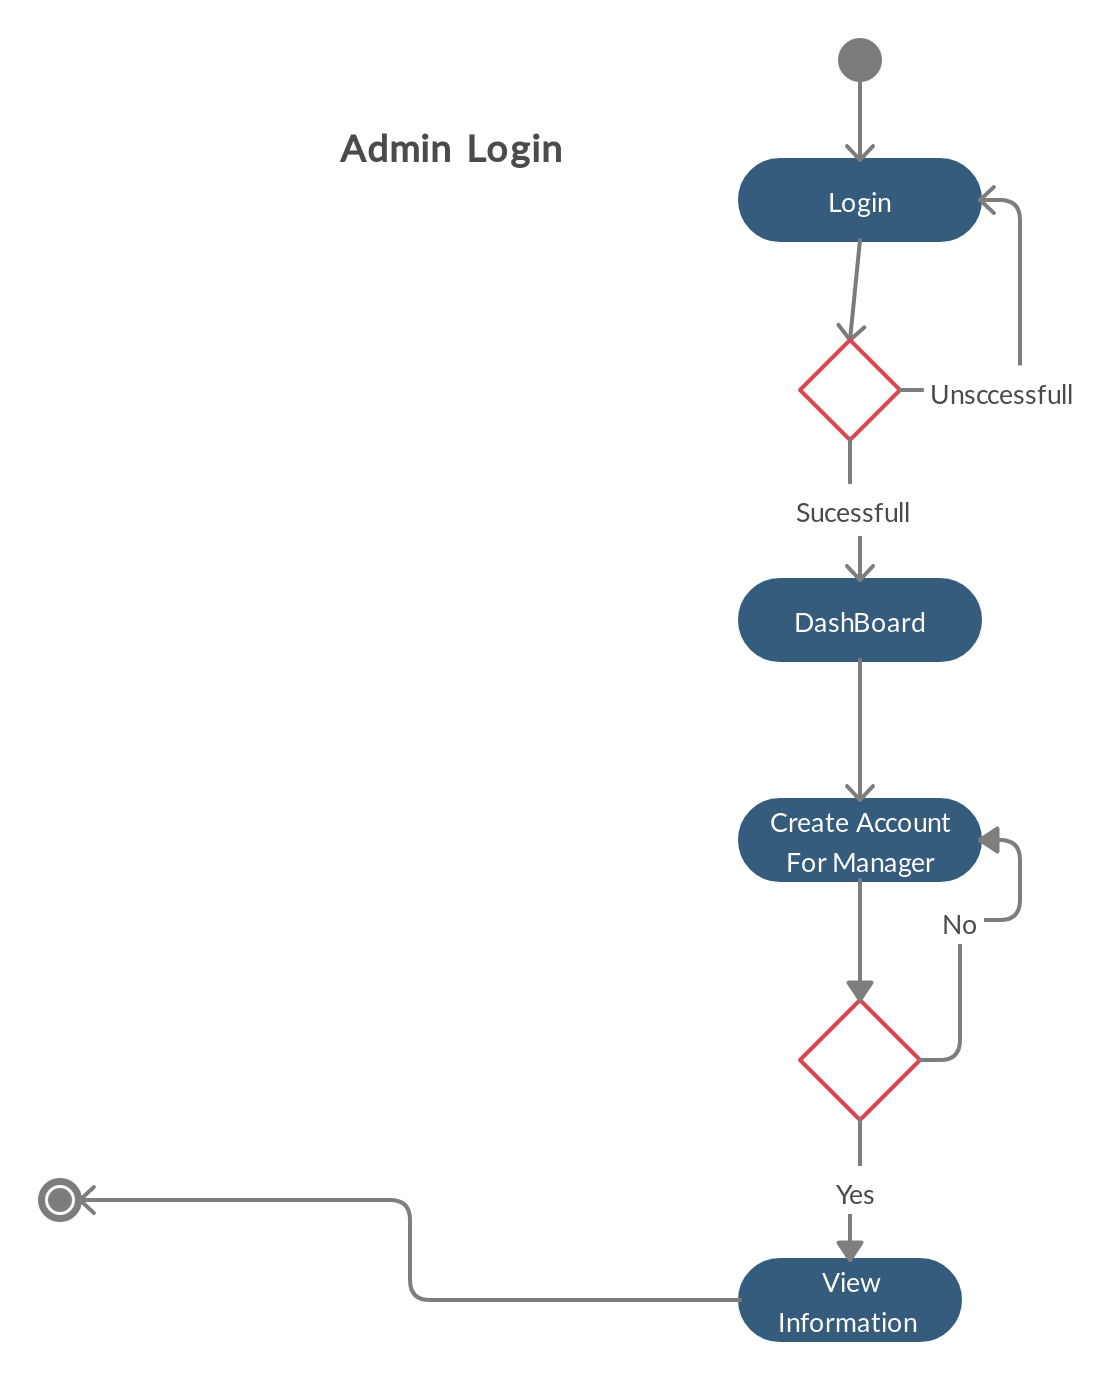 Admin Login
Login
Unsccessfull
Sucessfull
DashBoard
Create Account
For Manager
No
Yes
View
Information